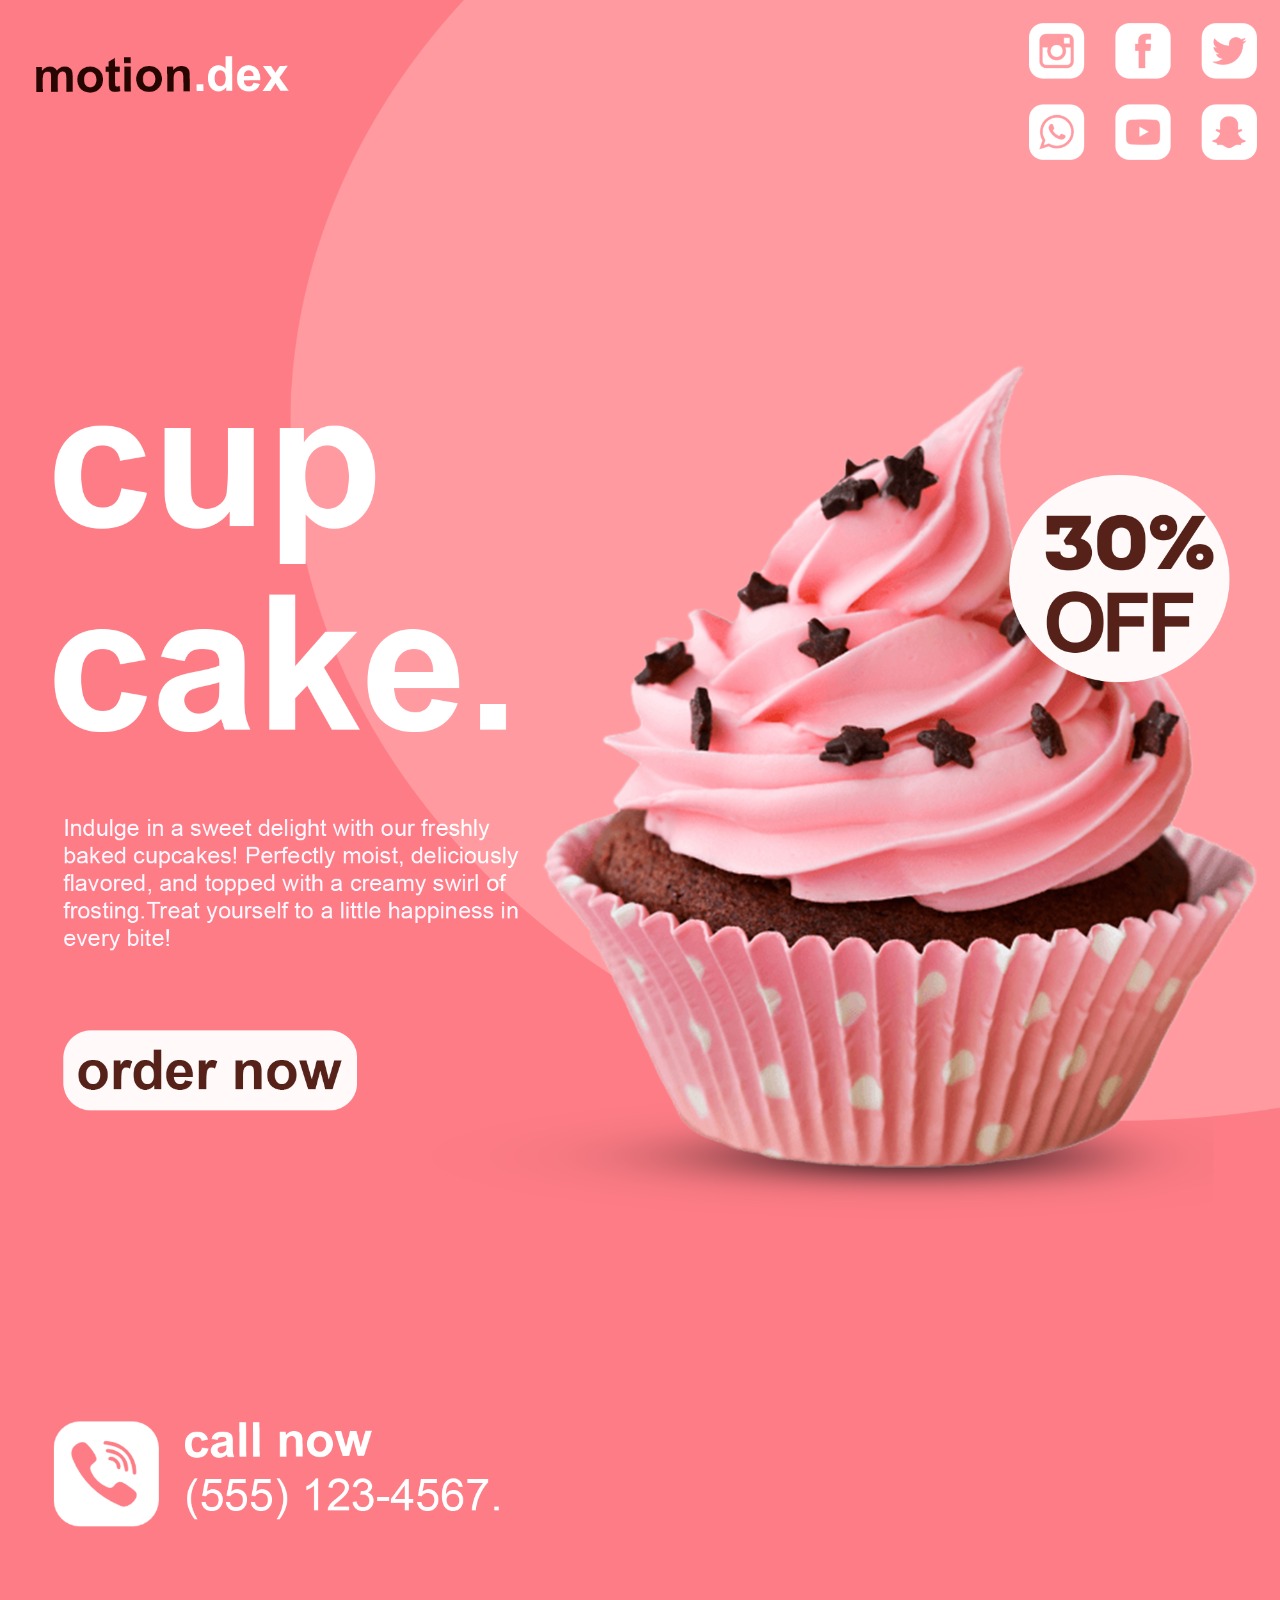 motion.dex
cup
cake.
30%
OFF
Indulge in a sweet delight with our freshly
baked cupcakes! Perfectly moist, deliciously
flavored, and topped with a creamy swirl of
frosting.Treat yourself to a little happiness in
every bite!
order now
call now
(555) 123-4567.